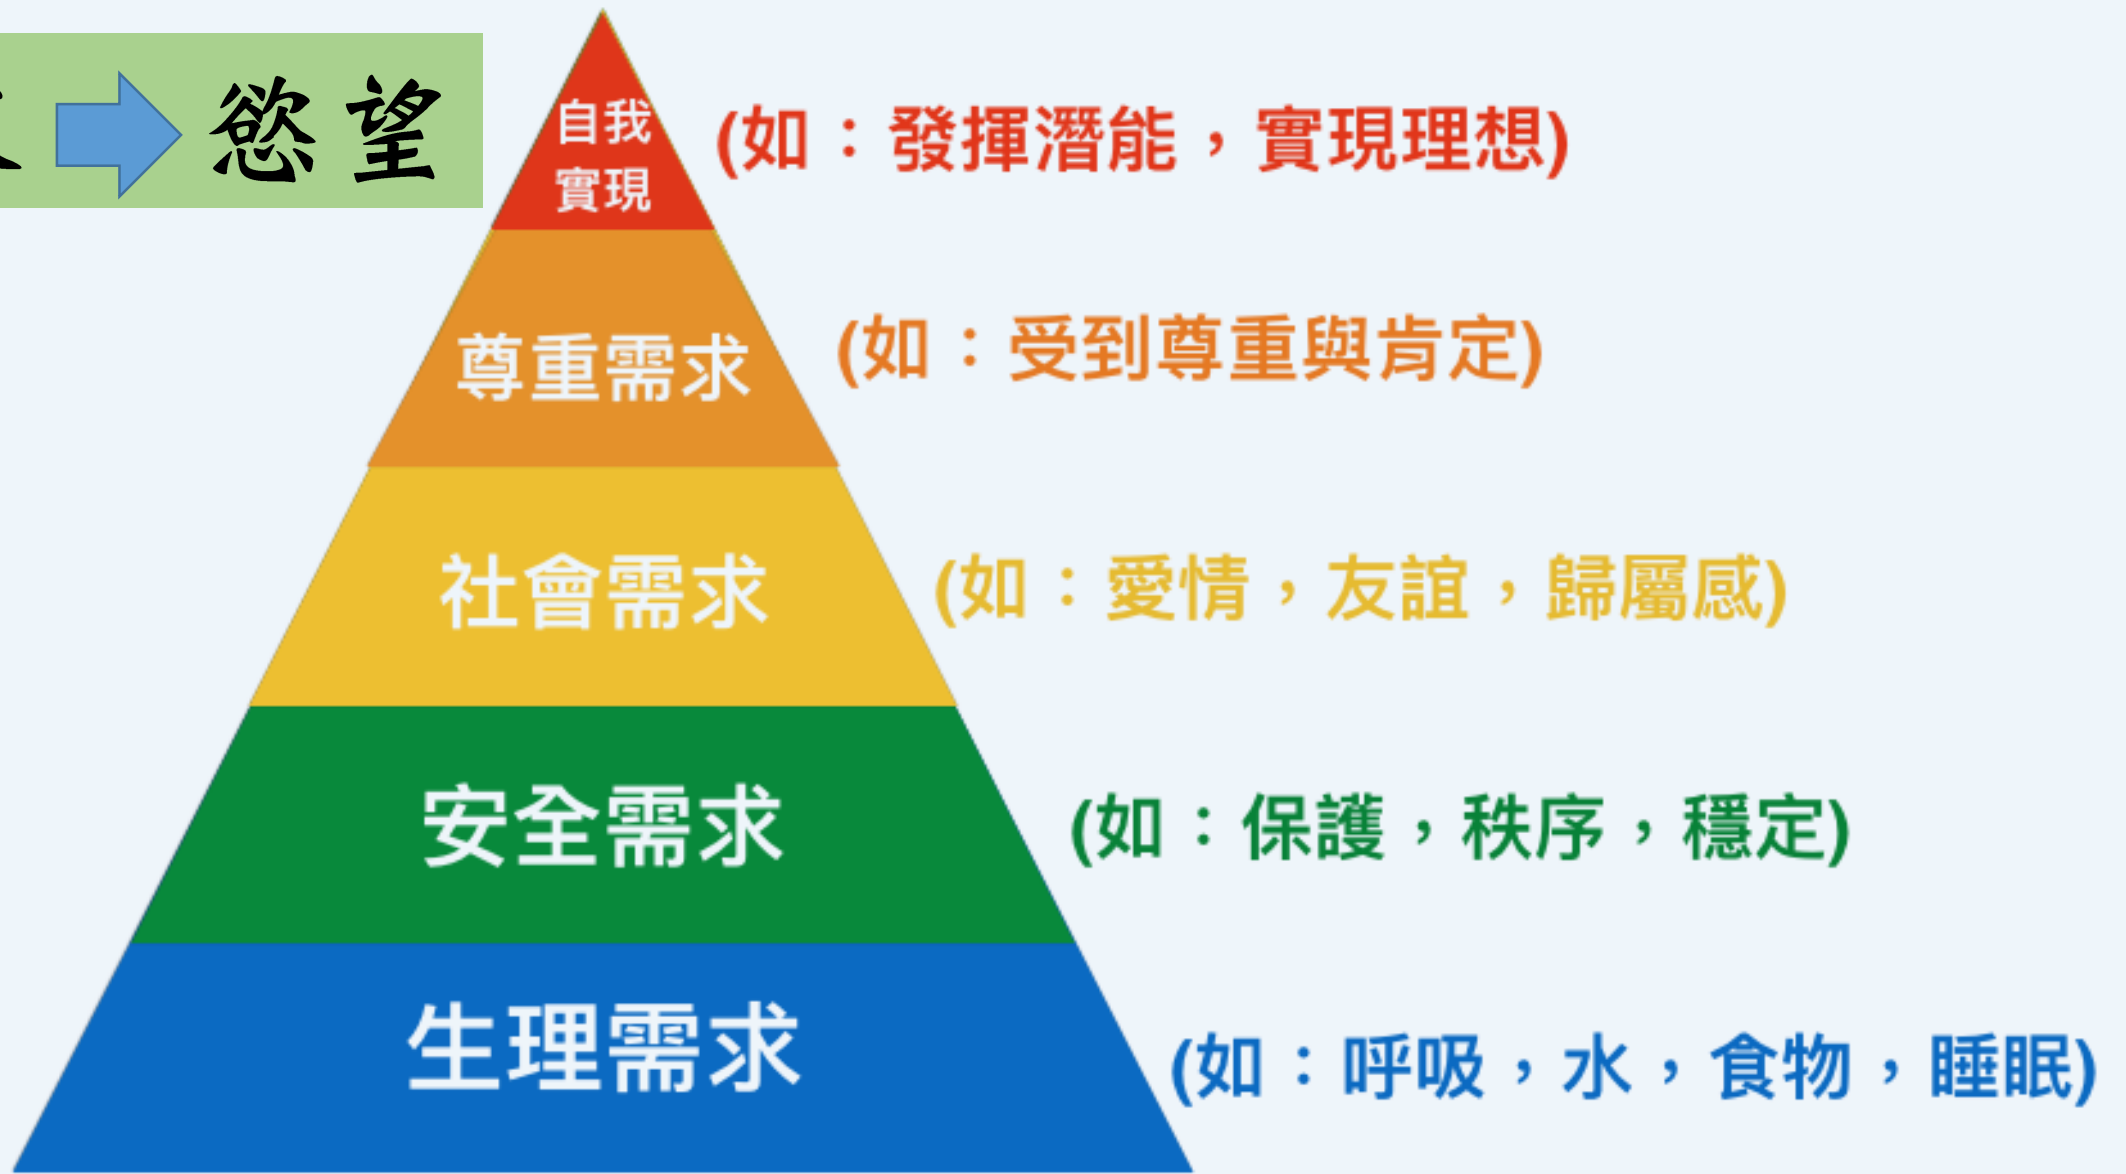 慾望
自我
實現
(如：發揮潛能，實現理想)
尊重需求
(如：受到尊重與肯定)
社會需求
(如：愛情，友誼，歸屬感)
安全需求
(如：保護，秩序，穩定)
生理需求
(如：呼吸，水，食物，睡眠)